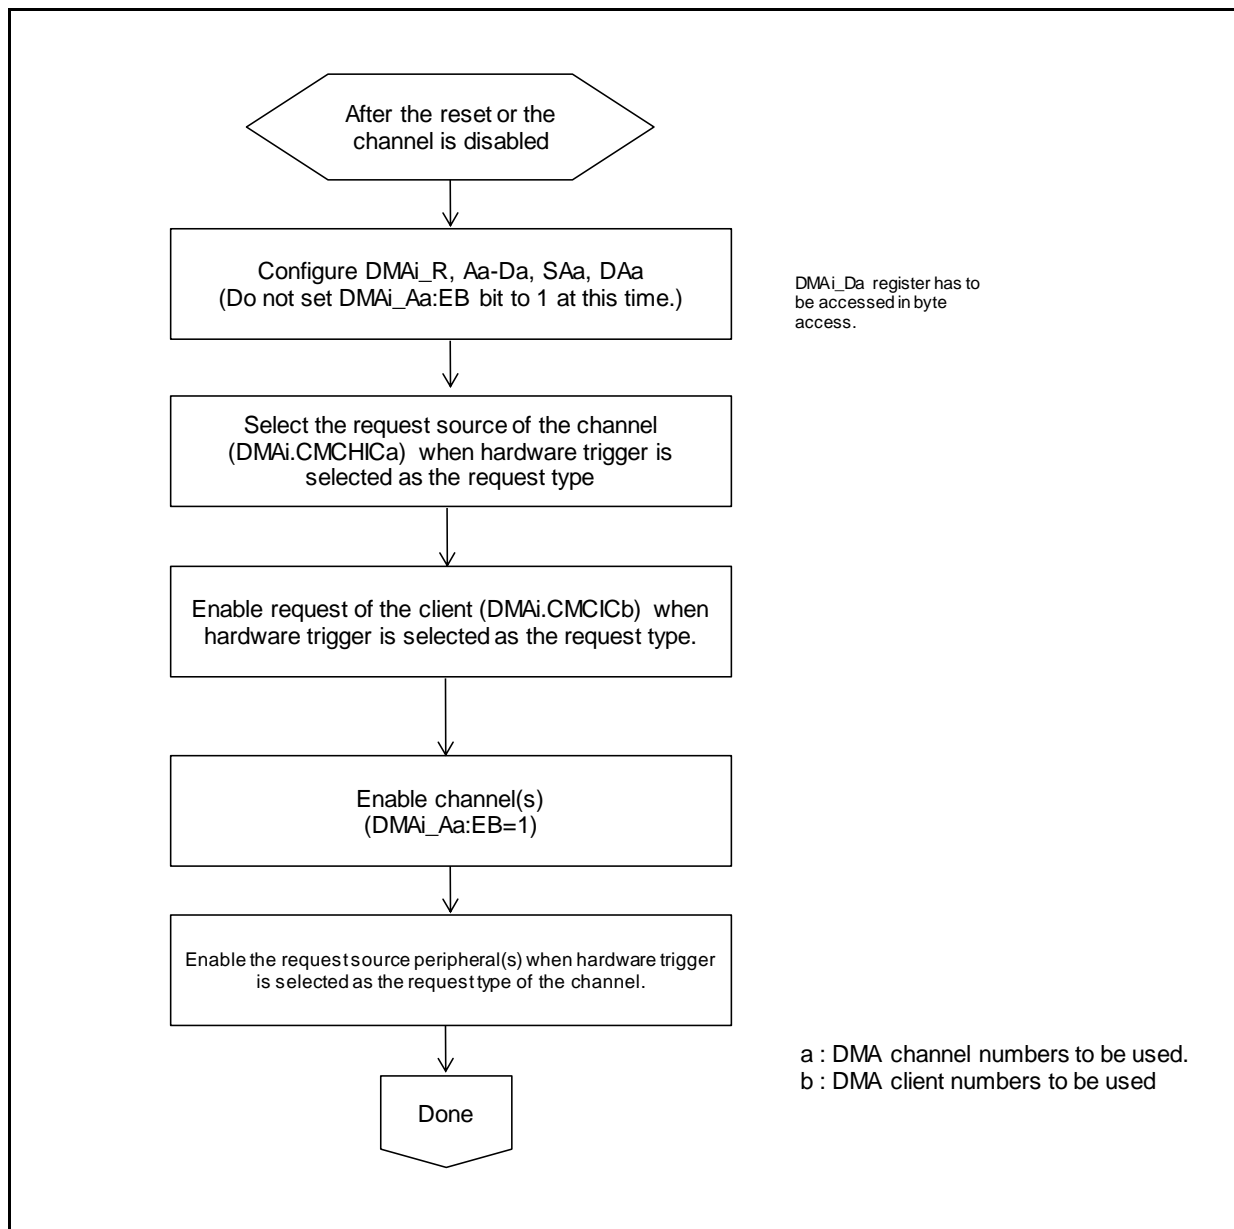 After the reset or the
channel is disabled
Configure DMAi_R, Aa-Da, SAa, DAa
(Do not set DMAi_Aa:EB bit to 1 at this time.)
DMAi_Da register has to
be accessed in byte
access.
Select the request source of the channel
(DMAi.CMCHICa) when hardware trigger is
selected as the request type
Enable request of the client (DMAi.CMCICb) when
hardware trigger is selected as the request type.
Enable channel(s)
(DMAi_Aa:EB=1)
Enable the request source peripheral(s) when hardware trigger
is selected as the request type of the channel.
a : DMA channel numbers to be used.
b : DMA client numbers to be used
Done